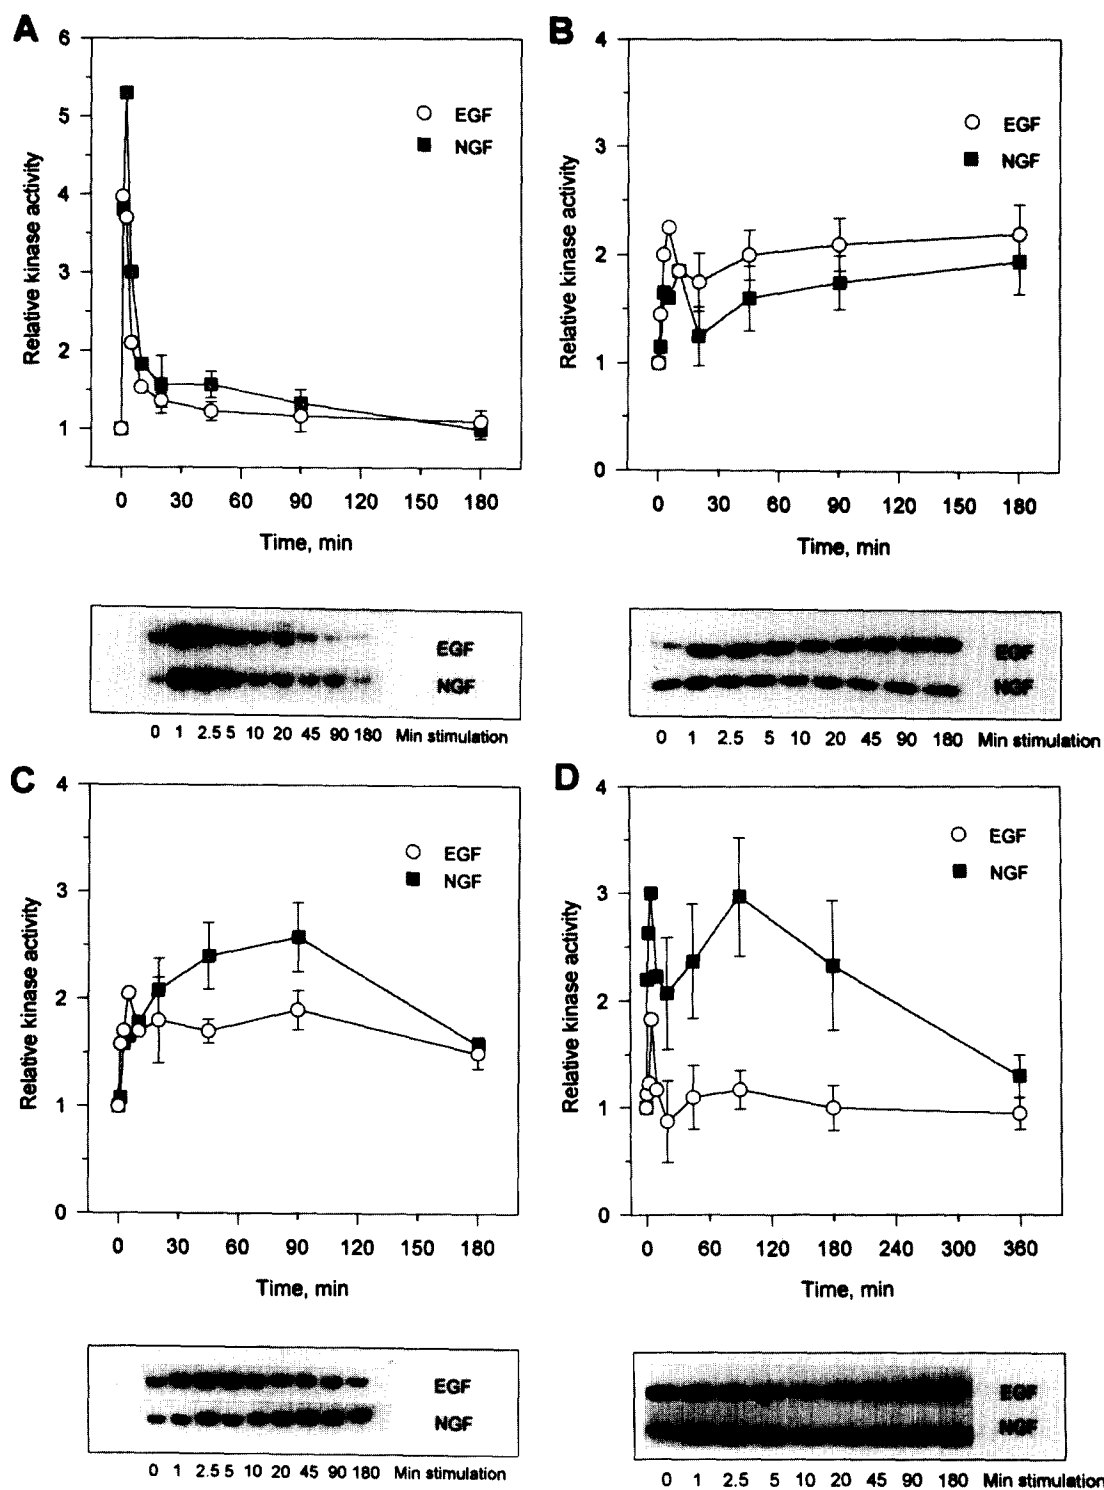 A
6
5
4
3
2
1
Relative kinase activity
EGF
NGF
0 30 60 90 120 150 180
Time, min
EGF
NGF
0 1 2.5 5 10 20 45 90 180 Min stimulation
B
4
3
2
1
0
Relative kinase activity
EGF
NGF
0 30 60 90 120 150 180
Time, min
EGF
NGF
0 1 2.5 5 10 20 45 90 180 Min stimulation
C
4
3
2
1
0
Relative kinase activity
EGF
NGF
0 30 60 90 120 150 180
Time, min
EGF
NGF
0 1 2.5 5 10 20 45 90 180 Min stimulation
D
4
3
2
1
0
Relative kinase activity
EGF
NGF
0 60 120 180 240 300 360
Time, min
EGF
NGF
0 1 2.5 5 10 20 45 90 180 Min stimulation